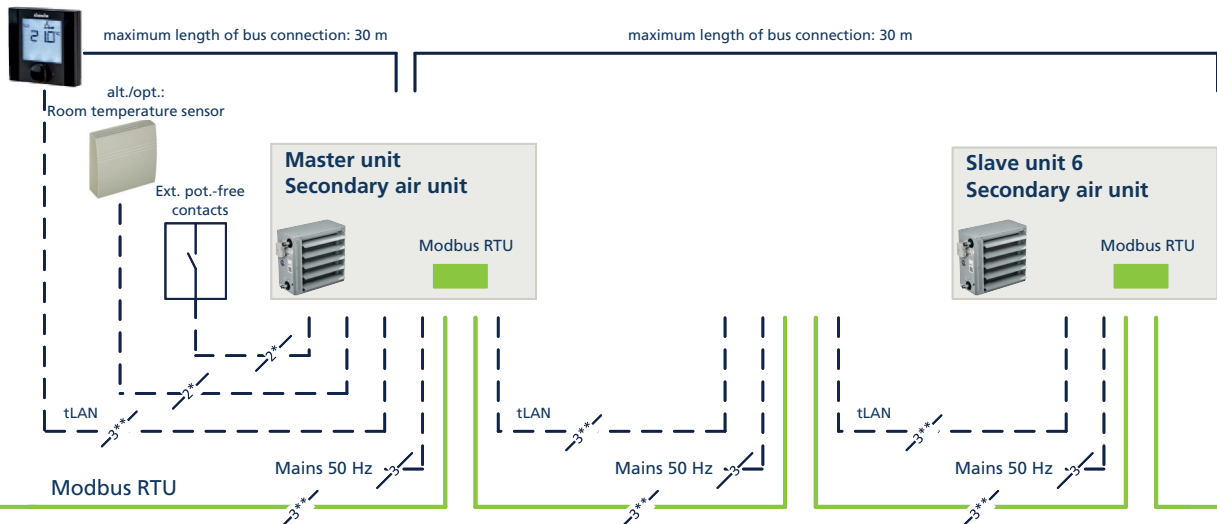 maximum length of bus connection: 30 m
maximum length of bus connection: 30 m
21.0°C
alt./opt.:
Room temperature sensor
Ext. pot.-free
contacts
Master unit
Secondary air unit
Modbus RTU
Slave unit 6
Secondary air unit
Modbus RTU
2*
2*
tLAN
3**
tLAN
3**
tLAN
3**
Mains 50 Hz
3
Mains 50 Hz
3
Mains 50 Hz
3
Modbus RTU
3**
3**
3**